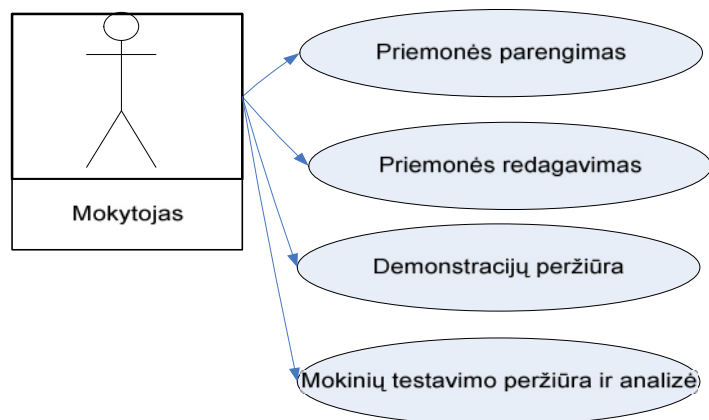 Priemonės parengimas
Priemonės redagavimas
Mokytojas
Demonstracijų peržiūra
Mokinių testavimo peržiūra ir analizė